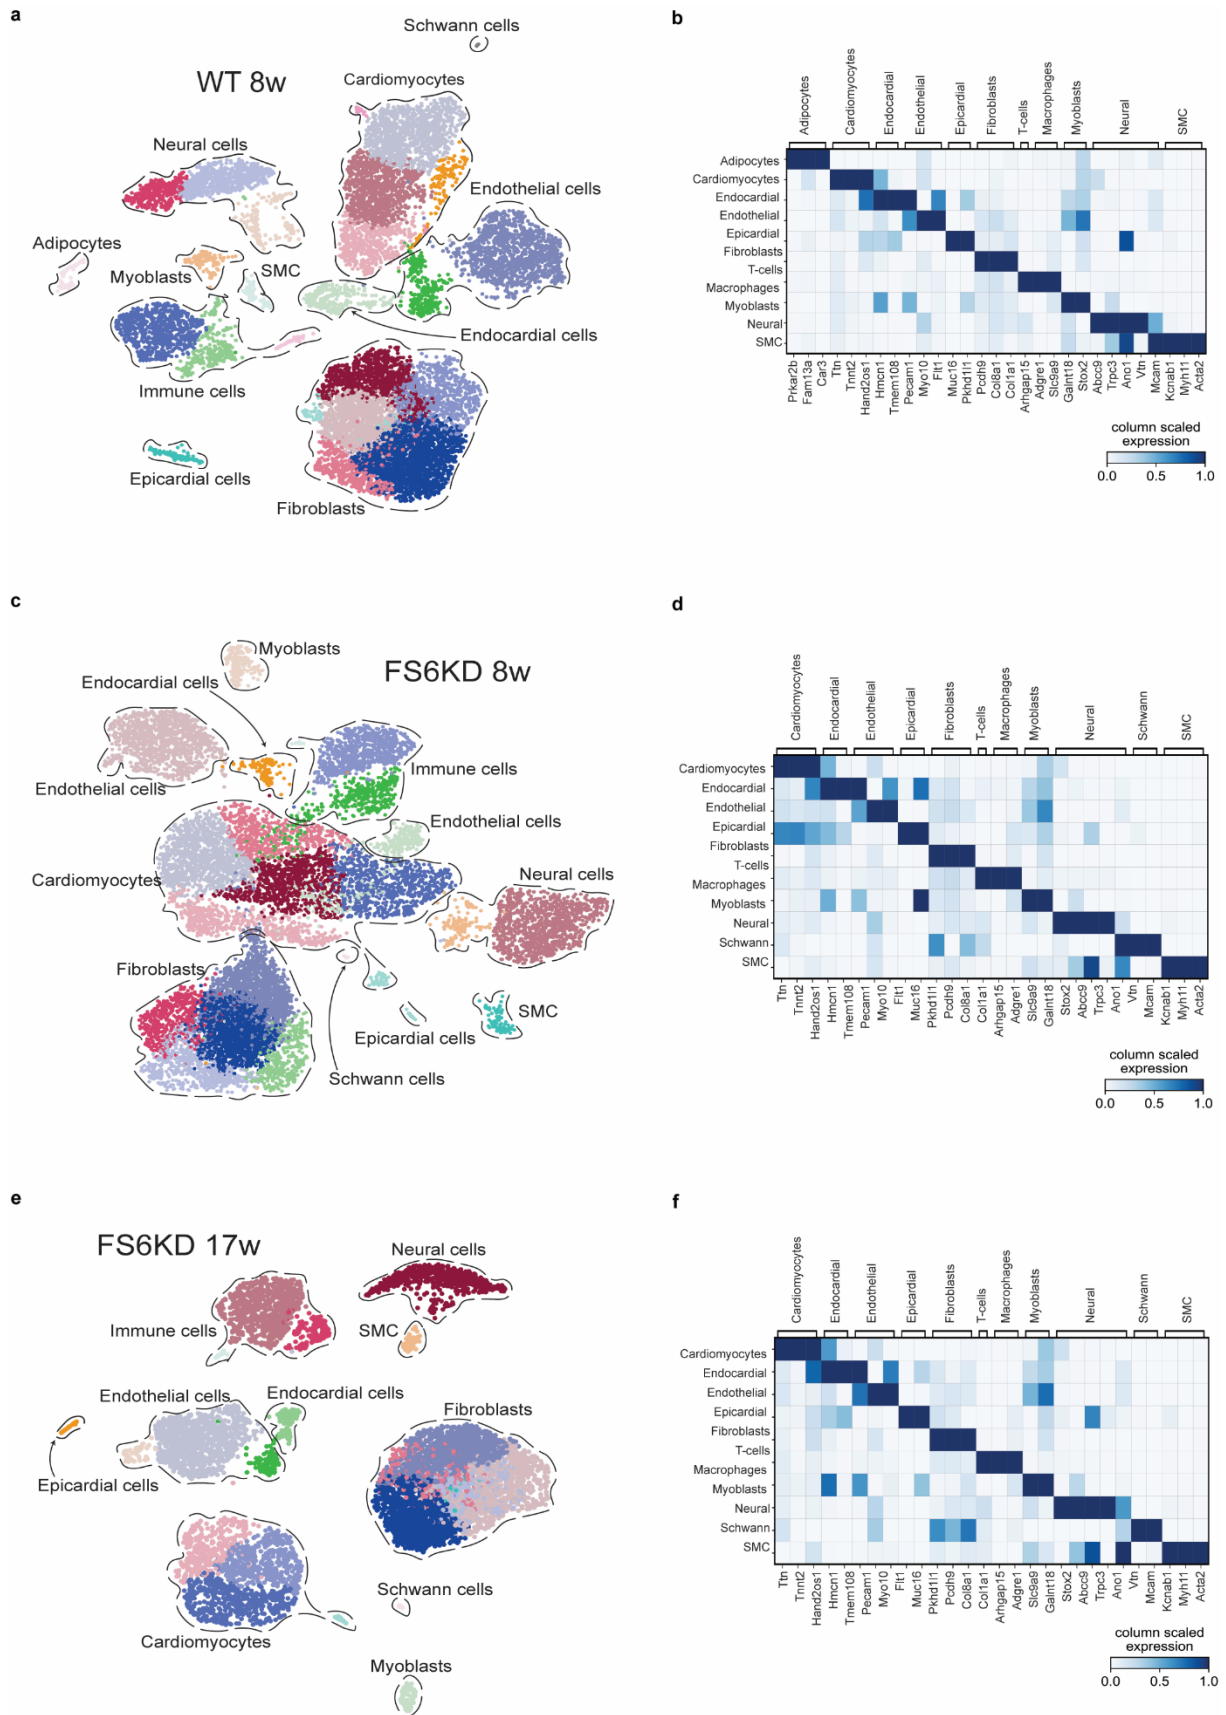 a
Schwann cells
WT 8w
Cardiomyocytes
Neural cells
Endothelial cells
Adipocytes
Myoblasts
SMC
Endocardial cells
Immune cells
Epicardial cells
Fibroblasts
b
Adipocytes
Cardiomyocytes
Endocardial
Endothelial
Epicardial
Fibroblasts
T-cells
Macrophages
Myoblasts
Neural
SMC
Adipocytes
Cardiomyocytes
Endocardial
Endothelial
Epicardial
Fibroblasts
T-cells
Macrophages
Myoblasts
Neural
SMC
Prkar2b
Fam13a
Car3
Ttn
Tnnt2
Hand2os1
Hmcn1
Tmem108
Pecam1
Myo10
Flt1
Muc16
Pkhd1l1
Pcdh9
Col8a1
Col1a1
Arhgap15
Adgre1
Slc9a9
Galnt18
Stox2
Abcc9
Trpc3
Ano1
Vtn
Mcam
Kcnab1
Myh11
Acta2
column scaled
expression
0.0 0.5 1.0
c
Myoblasts
FS6KD 8w
Endocardial cells
Immune cells
Endothelial cells
Endothelial cells
Cardiomyocytes
Neural cells
Fibroblasts
SMC
Epicardial cells
Schwann cells
d
Cardiomyocytes
Endocardial
Endothelial
Epicardial
Fibroblasts
T-cells
Macrophages
Myoblasts
Neural
Schwann
SMC
Cardiomyocytes
Endocardial
Endothelial
Epicardial
Fibroblasts
T-cells
Macrophages
Myoblasts
Neural
Schwann
SMC
Ttn
Tnnt2
Hand2os1
Hmcn1
Tmem108
Pecam1
Myo10
Flt1
Muc16
Pkhd1l1
Pcdh9
Col8a1
Col1a1
Arhgap15
Adgre1
Slc9a9
Galnt18
Stox2
Abcc9
Trpc3
Ano1
Vtn
Mcam
Kcnab1
Myh11
Acta2
column scaled
expression
0.0 0.5 1.0
e
FS6KD 17w
Neural cells
Immune cells
SMC
Endothelial cells
Endocardial cells
Fibroblasts
Epicardial cells
Schwann cells
Cardiomyocytes
Myoblasts
f
Cardiomyocytes
Endocardial
Endothelial
Epicardial
Fibroblasts
T-cells
Macrophages
Myoblasts
Neural
Schwann
SMC
Cardiomyocytes
Endocardial
Endothelial
Epicardial
Fibroblasts
T-cells
Macrophages
Myoblasts
Neural
Schwann
SMC
Ttn
Tnnt2
Hand2os1
Hmcn1
Tmem108
Pecam1
Myo10
Flt1
Muc16
Pkhd1l1
Pcdh9
Col8a1
Col1a1
Arhgap15
Adgre1
Slc9a9
Galnt18
Stox2
Abcc9
Trpc3
Ano1
Vtn
Mcam
Kcnab1
Myh11
Acta2
column scaled
expression
0.0 0.5 1.0